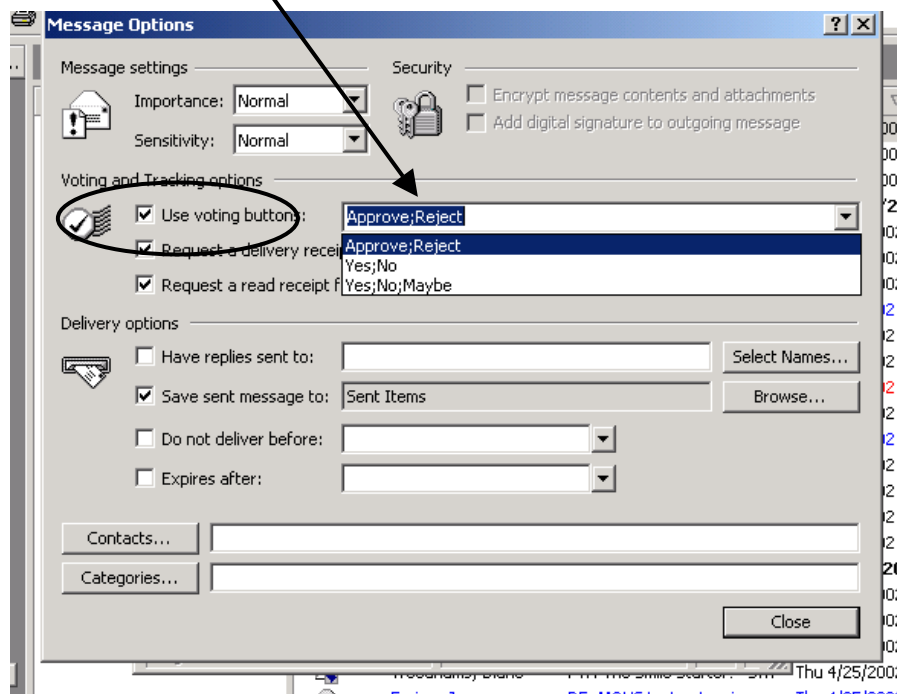 Message Options
Message settings
Security
Importance: Normal
Encrypt message contents and attachments
Sensitivity: Normal
Add digital signature to outgoing message
Voting and Tracking options
Use voting buttons: Approve;Reject
Request a delivery recei Approve;Reject
Yes;No
Request a read receipt f Yes;No;Maybe
Delivery options
Have replies sent to: Select Names...
Save sent message to: Sent Items Browse...
Do not deliver before:
Expires after:
Contacts...
Categories...
Close
Thu 4/25/200